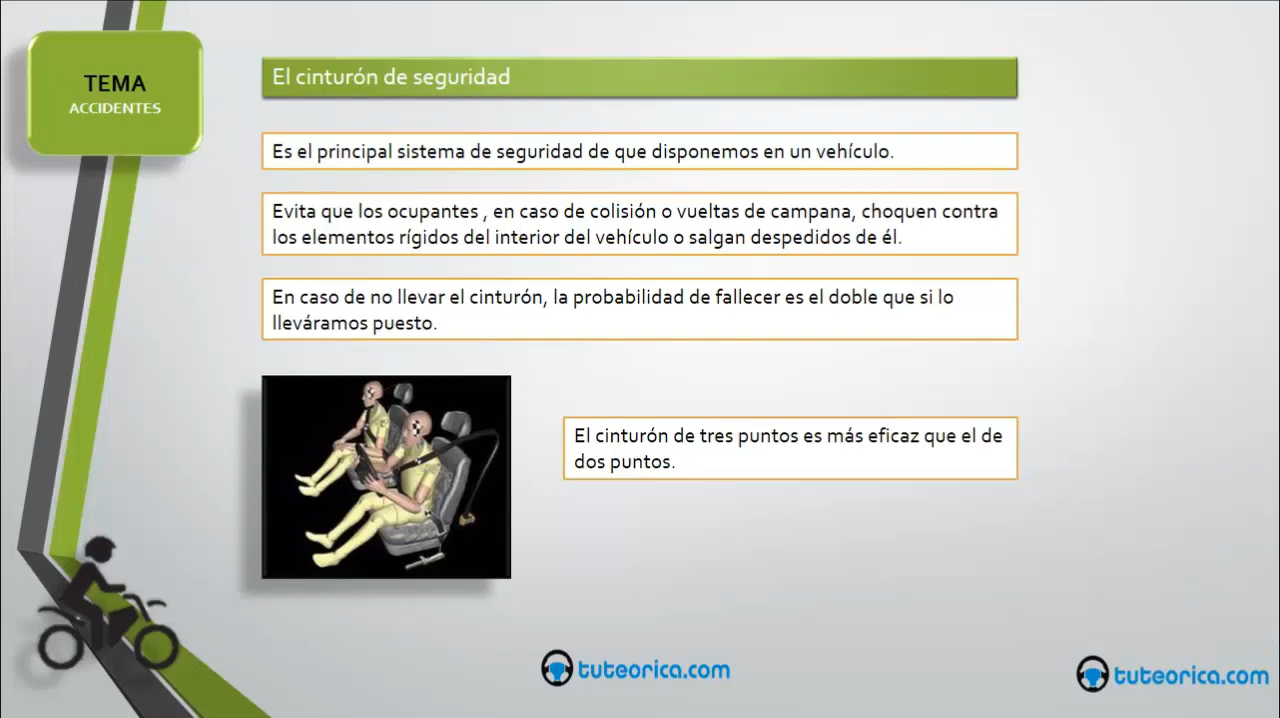 TEMA
ACCIDENTES
El cinturón de seguridad
Es el principal sistema de seguridad de que disponemos en un vehículo.
Evita que los ocupantes , en caso de colisión o vueltas de campana, choquen contra
los elementos rígidos del interior del vehículo o salgan despedidos de él.
En caso de no llevar el cinturón, la probabilidad de fallecer es el doble que si lo
lleváramos puesto.
El cinturón de tres puntos es más eficaz que el de
dos puntos.
tuteorica.com
tuteorica.com